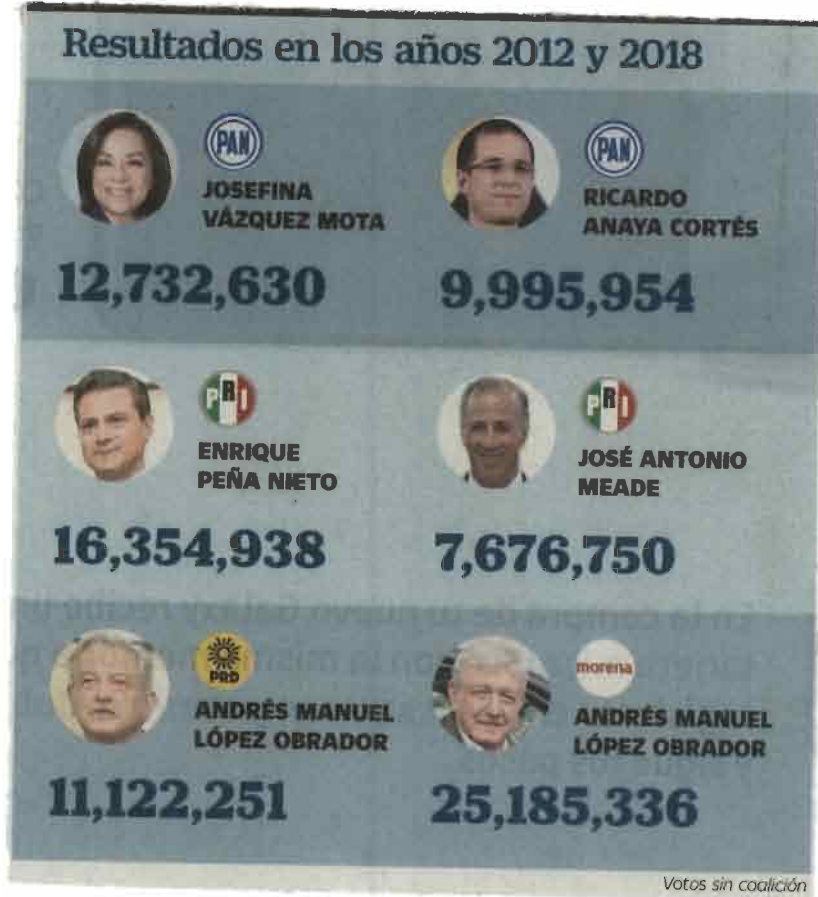 Resultados en los años 2012 y 2018
PAN
JOSEFINA
VÁZQUEZ MOTA
12,732,630
PAN
RICARDO
ANAYA CORTÉS
9,995,954
PRI
ENRIQUE
PEÑA NIETO
16,354,938
PRI
JOSÉ ANTONIO
MEADE
7,676,750
PRD
ANDRÉS MANUEL
LÓPEZ OBRADOR
11,122,251
morena
ANDRÉS MANUEL
LÓPEZ OBRADOR
25,185,336
Votos sin coalición